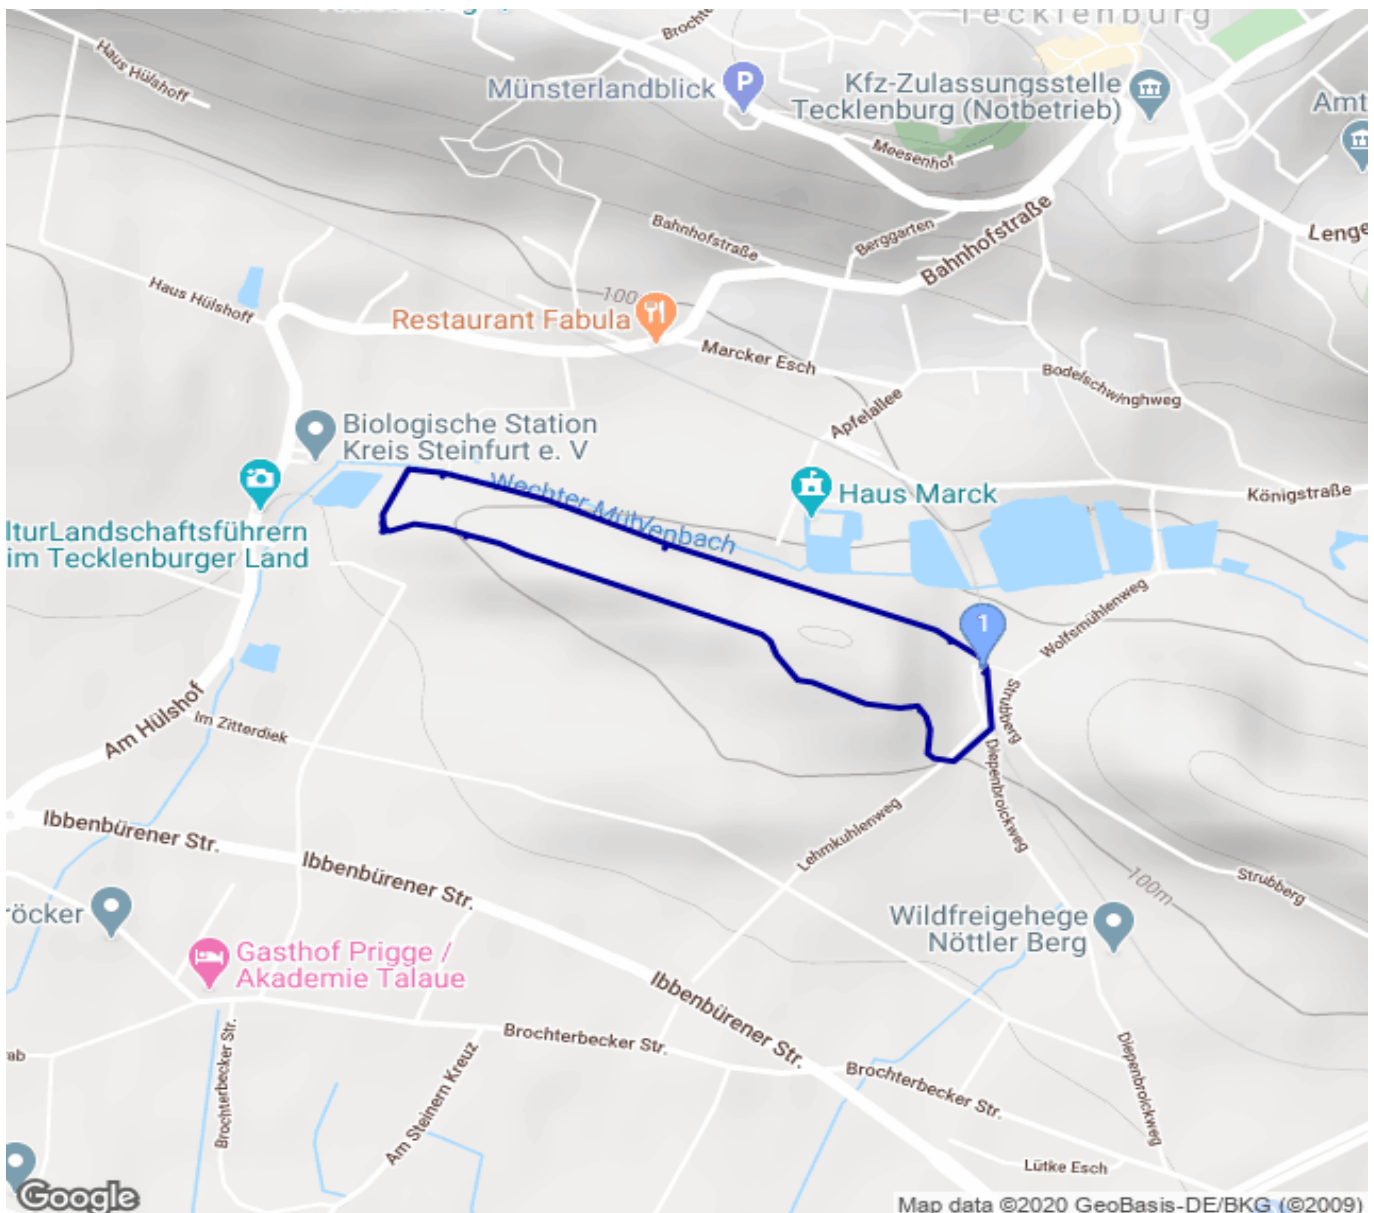 Tecklenburg
Haus Hülshoff
Münsterlandblick
P
Kfz-Zulassungsstelle
Tecklenburg (Notbetrieb)
Amt
Meesenhof
Bahnhofstraße
Berggarten
Bahnhofstraße
Lenge
Haus Hülshoff
100
Restaurant Fabula
Marcker Esch
Bodelschwinghweg
Apfelallee
Biologische Station
Kreis Steinfurt e. V
Wechter Mühlenbach
Haus Marck
Königstraße
lturLandschaftsführern
im Tecklenburger Land
1
Wolfsmühlenweg
Strubberg
Am Hülshof
Im Zitterdiek
Diepenbroickweg
Ibbenbürener Str.
Ibbenbürener Str.
Lehmkuhlenweg
100m
Strubberg
röcker
Wildfreigehege
Nöttler Berg
Gasthof Prigge /
Akademie Talaue
Ibbenbürener Str.
Brochterbecker Str.
Brochterbecker Str.
Brochterbecker Str.
Am Steinern Kreuz
Diepenbroickweg
Lütke Esch
Google
Map data ©2020 GeoBasis-DE/BKG (©2009)